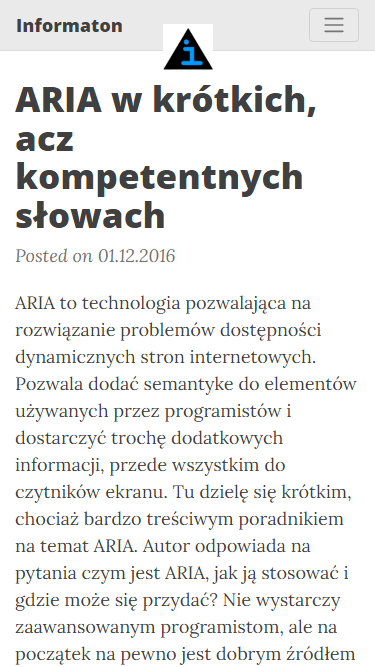 Informaton
i
ARIA w krótkich,
acz
kompetentnych
słowach
Posted on 01.12.2016
ARIA to technologia pozwalająca na
rozwiązanie problemów dostępności
dynamicznych stron internetowych.
Pozwala dodać semantyke do elementów
używanych przez programistów i
dostarczyć trochę dodatkowych
informacji, przede wszystkim do
czytników ekranu. Tu dzielę się krótkim,
chociaż bardzo treściwym poradnikiem
na temat ARIA. Autor odpowiada na
pytania czym jest ARIA, jak ją stosować i
gdzie może się przydać? Nie wystarczy
zaawansowanym programistom, ale na
początek na pewno jest dobrym źródłem